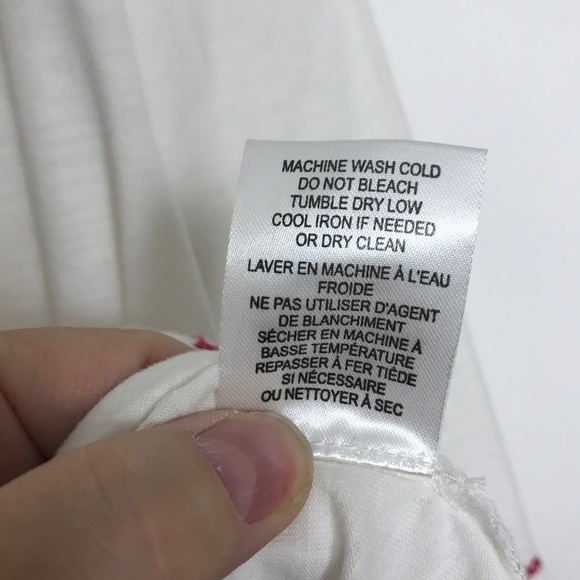 MACHINE WASH COLD
DO NOT BLEACH
TUMBLE DRY LOW
COOL IRON IF NEEDED
OR DRY CLEAN
LAVER EN MACHINE À L'EAU
FROIDE
NE PAS UTILISER D'AGENT
DE BLANCHIMENT
SÉCHER EN MACHINE À
BASSE TEMPÉRATURE
REPASSER À FER TIÈDE
SI NÉCESSAIRE
OU NETTOYER À SEC